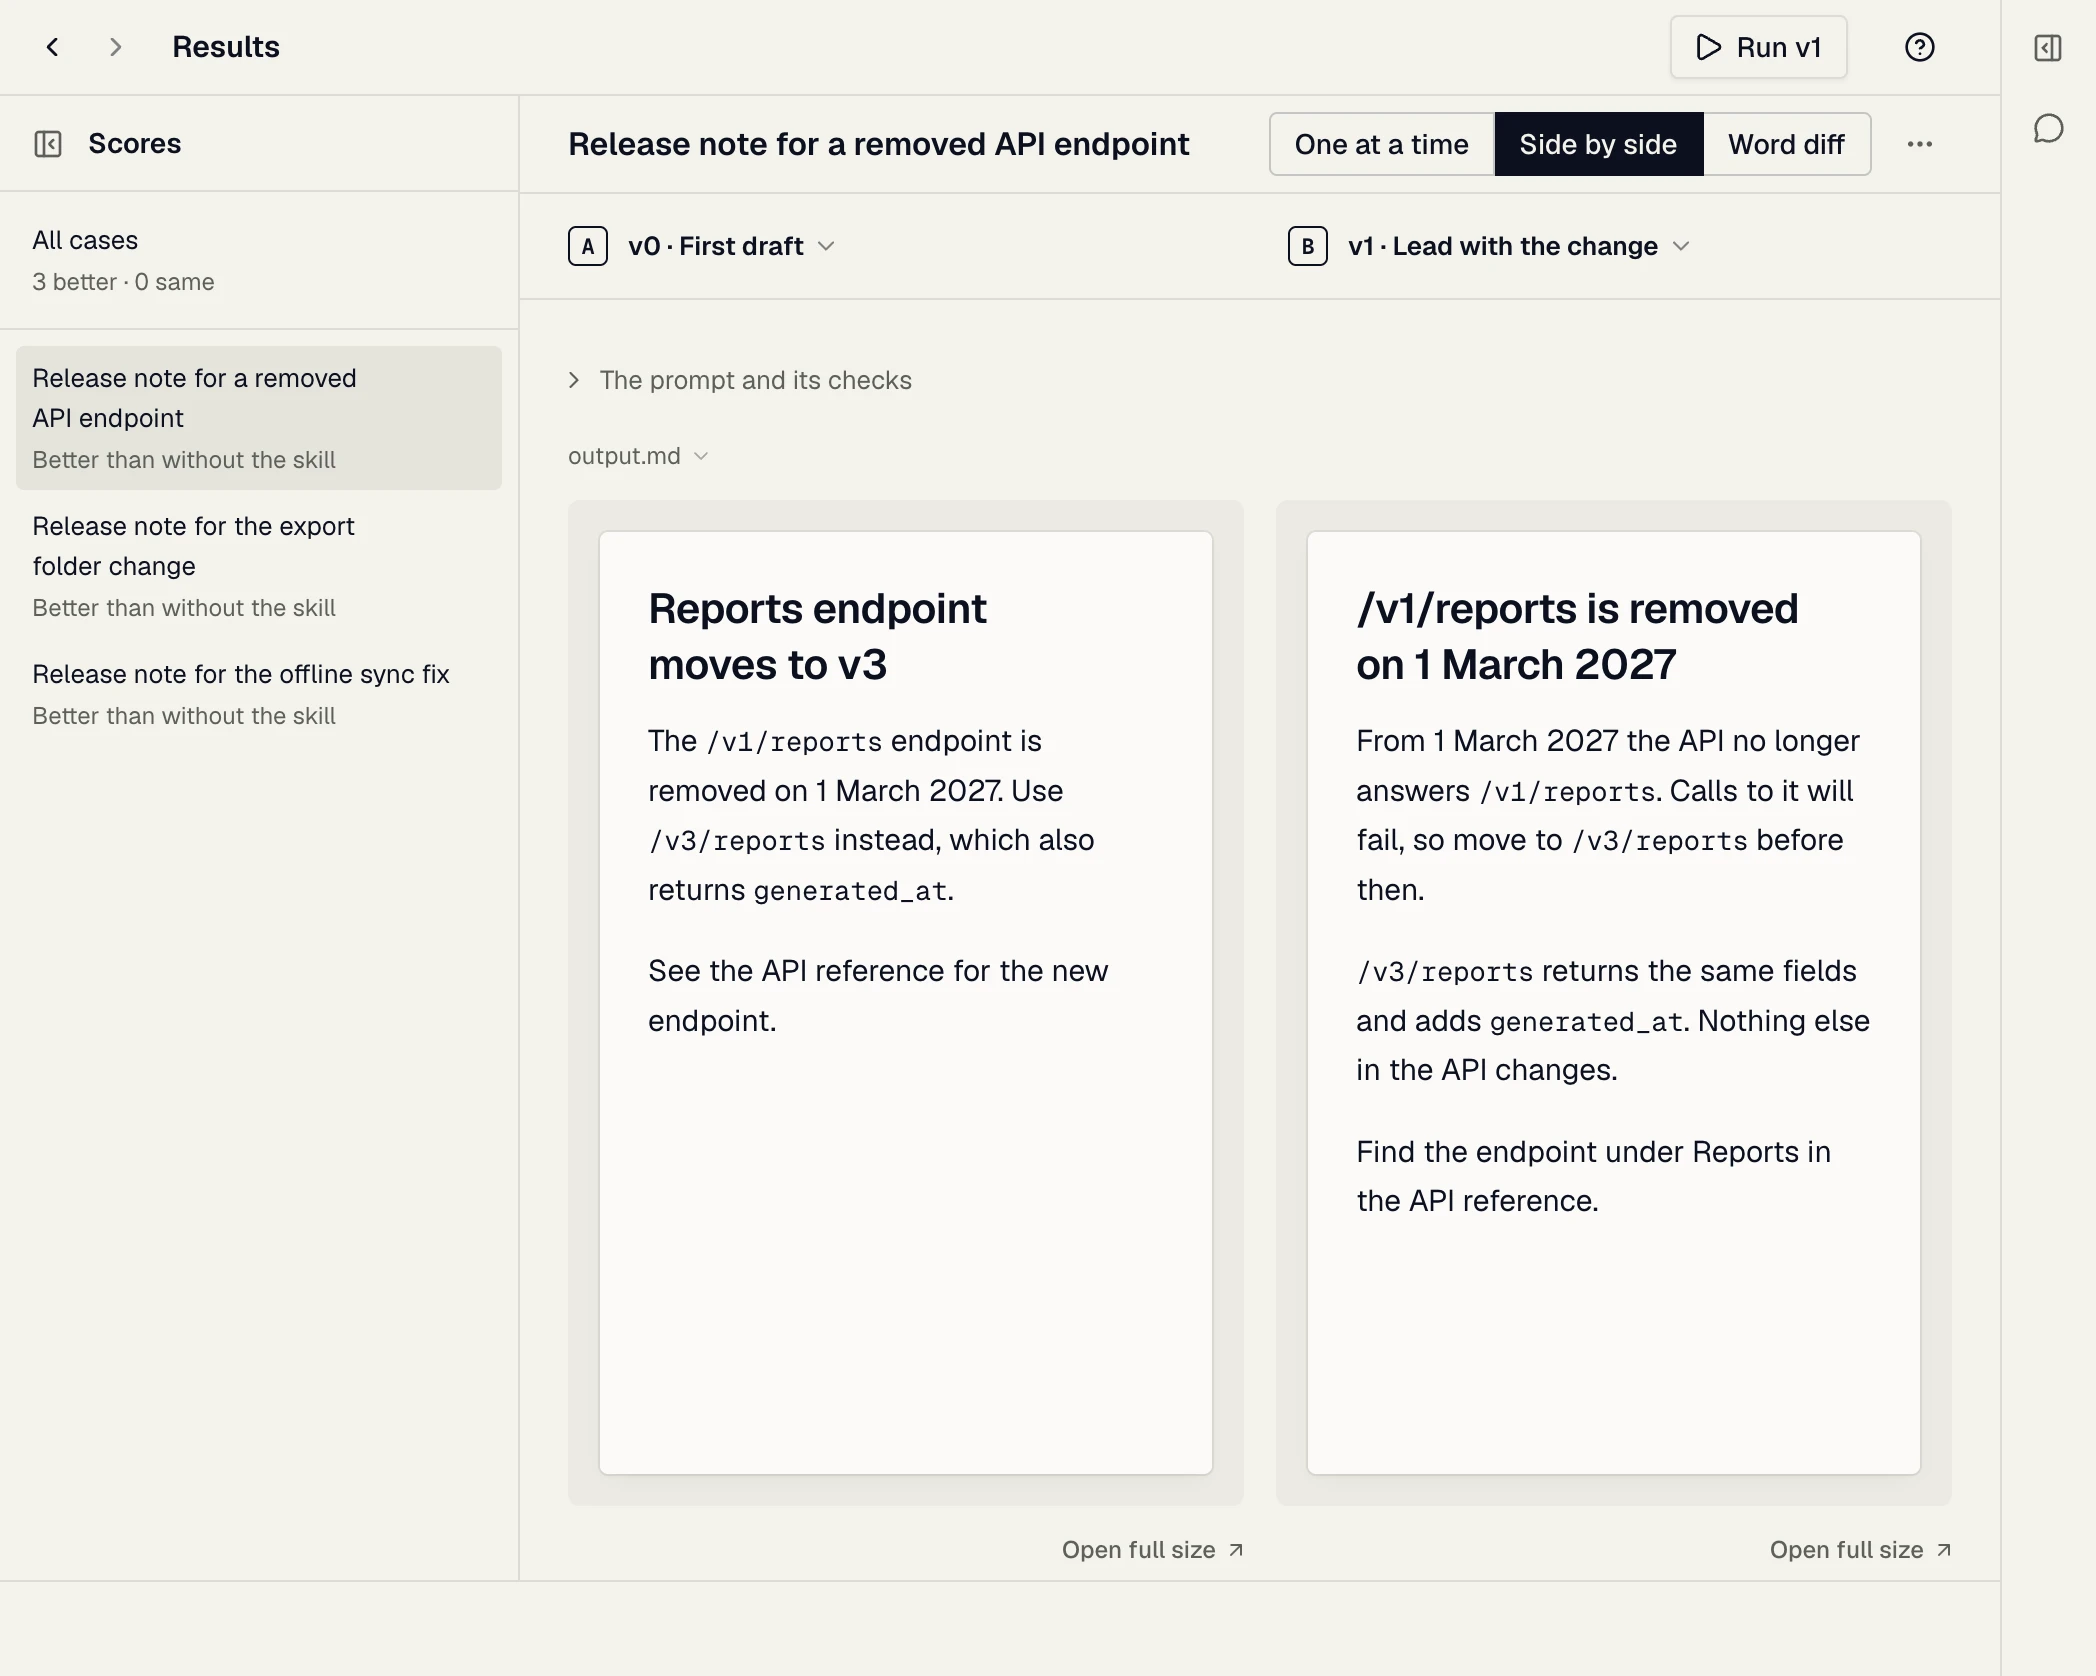 Results
Run v1
Scores
Release note for a removed API endpoint
One at a time
Side by side
Word diff
All cases
3 better · 0 same
Release note for a removed
API endpoint
Better than without the skill
Release note for the export
folder change
Better than without the skill
Release note for the offline sync fix
Better than without the skill
A
v0 · First draft
B
v1 · Lead with the change
The prompt and its checks
output.md
Reports endpoint
moves to v3
The /v1/reports endpoint is
removed on 1 March 2027. Use
/v3/reports instead, which also
returns generated_at.
See the API reference for the new
endpoint.
Open full size
/v1/reports is removed
on 1 March 2027
From 1 March 2027 the API no longer
answers /v1/reports. Calls to it will
fail, so move to /v3/reports before
then.
/v3/reports returns the same fields
and adds generated_at. Nothing else
in the API changes.
Find the endpoint under Reports in
the API reference.
Open full size